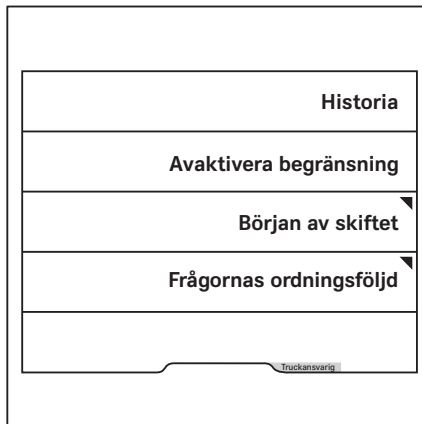 Historia
Avaktivera begränsning
Början av skiftet
Frågornas ordningsföljd
Truckansvarig